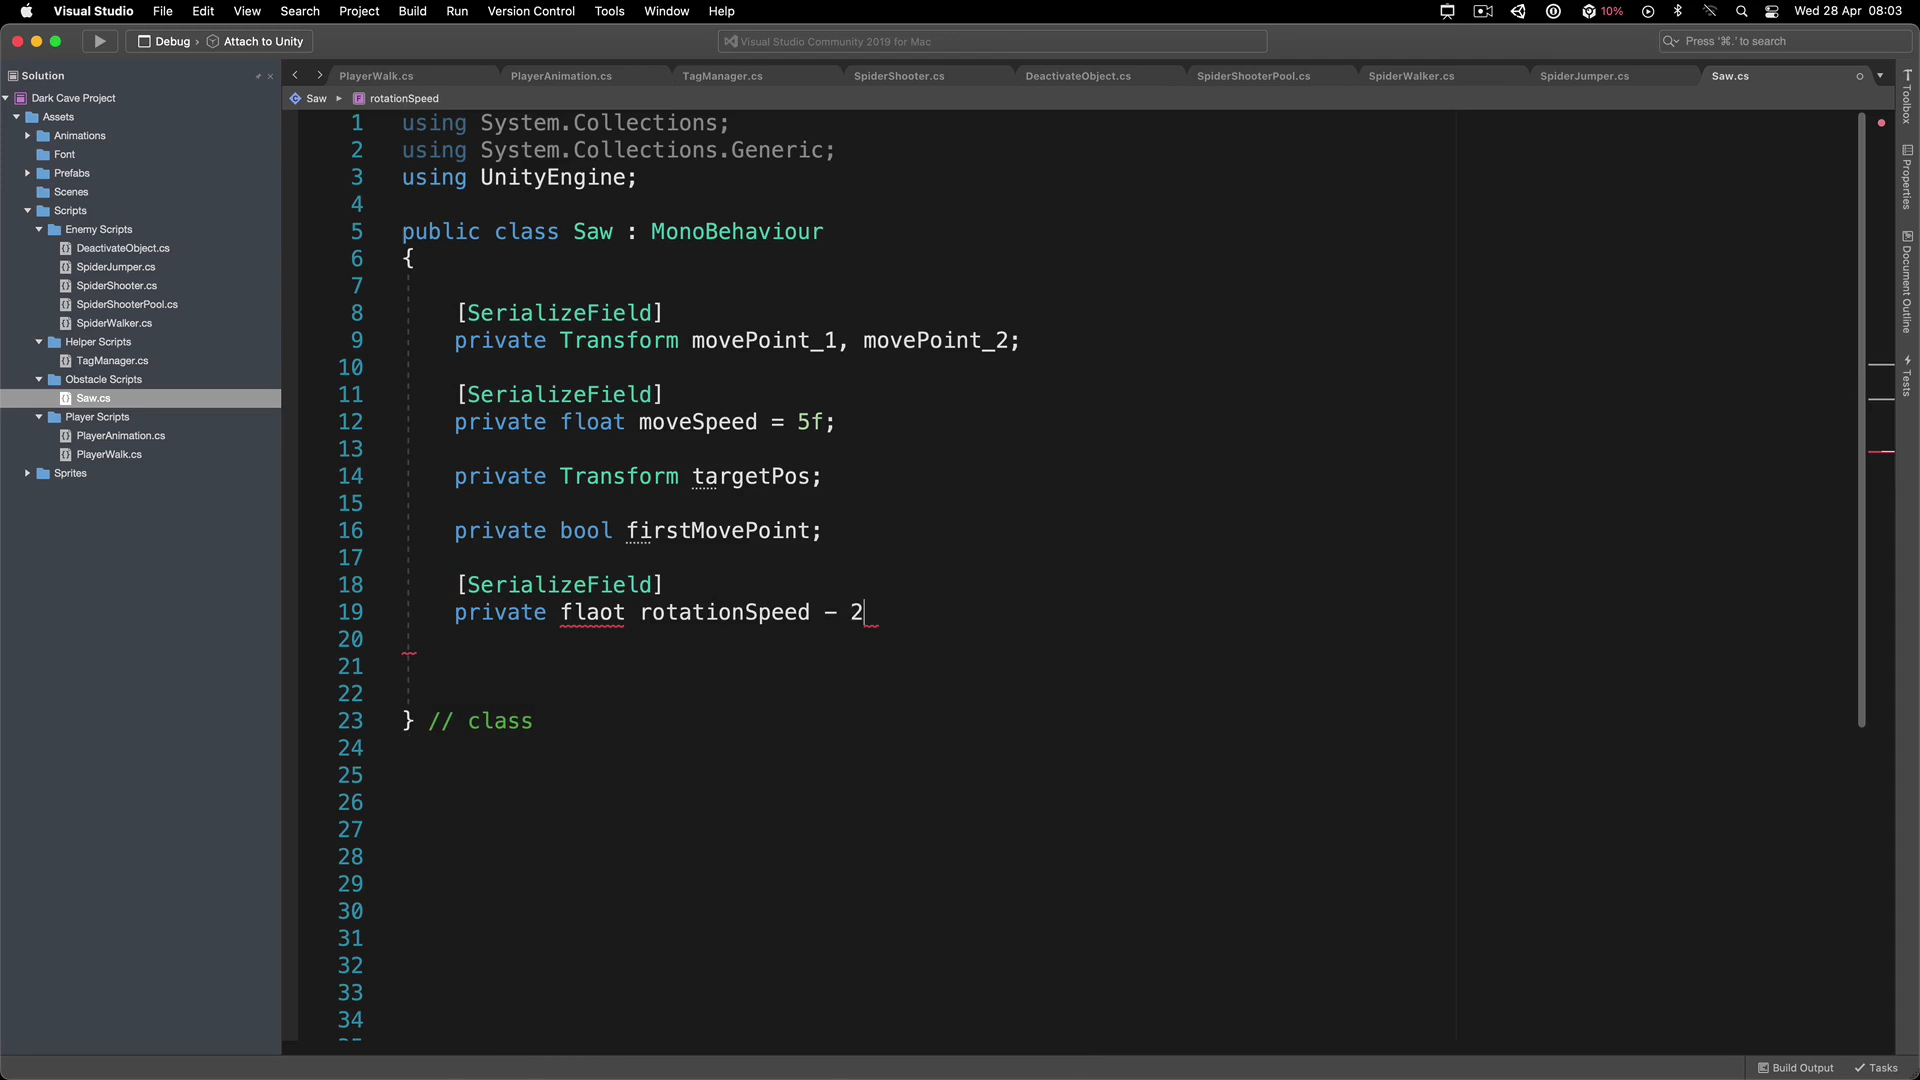 Visual Studio File Edit View Search Project Build Run Version Control Tools Window Help 10% Wed 28 Apr 08:03
Debug › Attach to Unity Visual Studio Community 2019 for Mac Press '⌘.' to search
Solution
Dark Cave Project
Assets
Animations
Font
Prefabs
Scenes
Scripts
Enemy Scripts
DeactivateObject.cs
SpiderJumper.cs
SpiderShooter.cs
SpiderShooterPool.cs
SpiderWalker.cs
Helper Scripts
TagManager.cs
Obstacle Scripts
Saw.cs
Player Scripts
PlayerAnimation.cs
PlayerWalk.cs
Sprites
PlayerWalk.cs PlayerAnimation.cs TagManager.cs SpiderShooter.cs DeactivateObject.cs SpiderShooterPool.cs SpiderWalker.cs SpiderJumper.cs Saw.cs
Saw rotationSpeed
1 using System.Collections;
2 using System.Collections.Generic;
3 using UnityEngine;
4
5 public class Saw : MonoBehaviour
6 {
7
8 [SerializeField]
9 private Transform movePoint_1, movePoint_2;
10
11 [SerializeField]
12 private float moveSpeed = 5f;
13
14 private Transform targetPos;
15
16 private bool firstMovePoint;
17
18 [SerializeField]
19 private flaot rotationSpeed - 2
20
21
22
23 } // class
24
25
26
27
28
29
30
31
32
33
34
Toolbox
Properties
Document Outline
Tests
Build Output Tasks